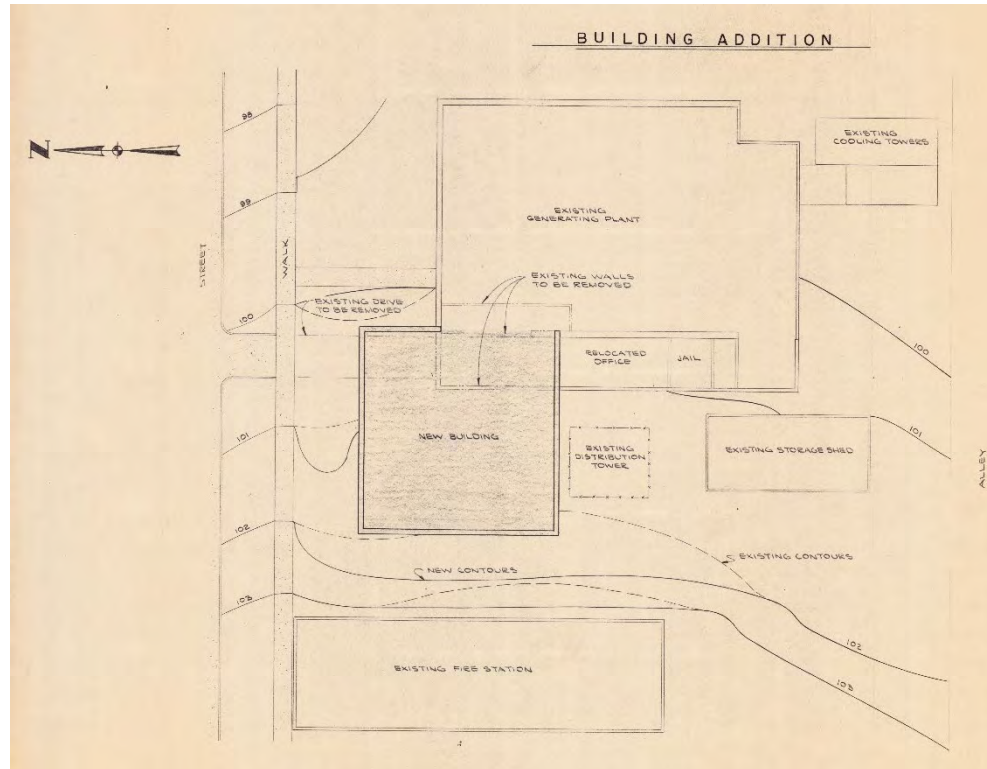 BUILDING ADDITION
N
98
99
100
101
102
103
STREET
WALK
EXISTING DRIVE
TO BE REMOVED
EXISTING
GENERATING PLANT
EXISTING WALLS
TO BE REMOVED
EXISTING
COOLING TOWERS
RELOCATED
OFFICE
JAIL
NEW BUILDING
EXISTING
DISTRIBUTION
TOWER
EXISTING STORAGE SHED
100
101
ALLEY
EXISTING CONTOURS
NEW CONTOURS
102
103
EXISTING FIRE STATION